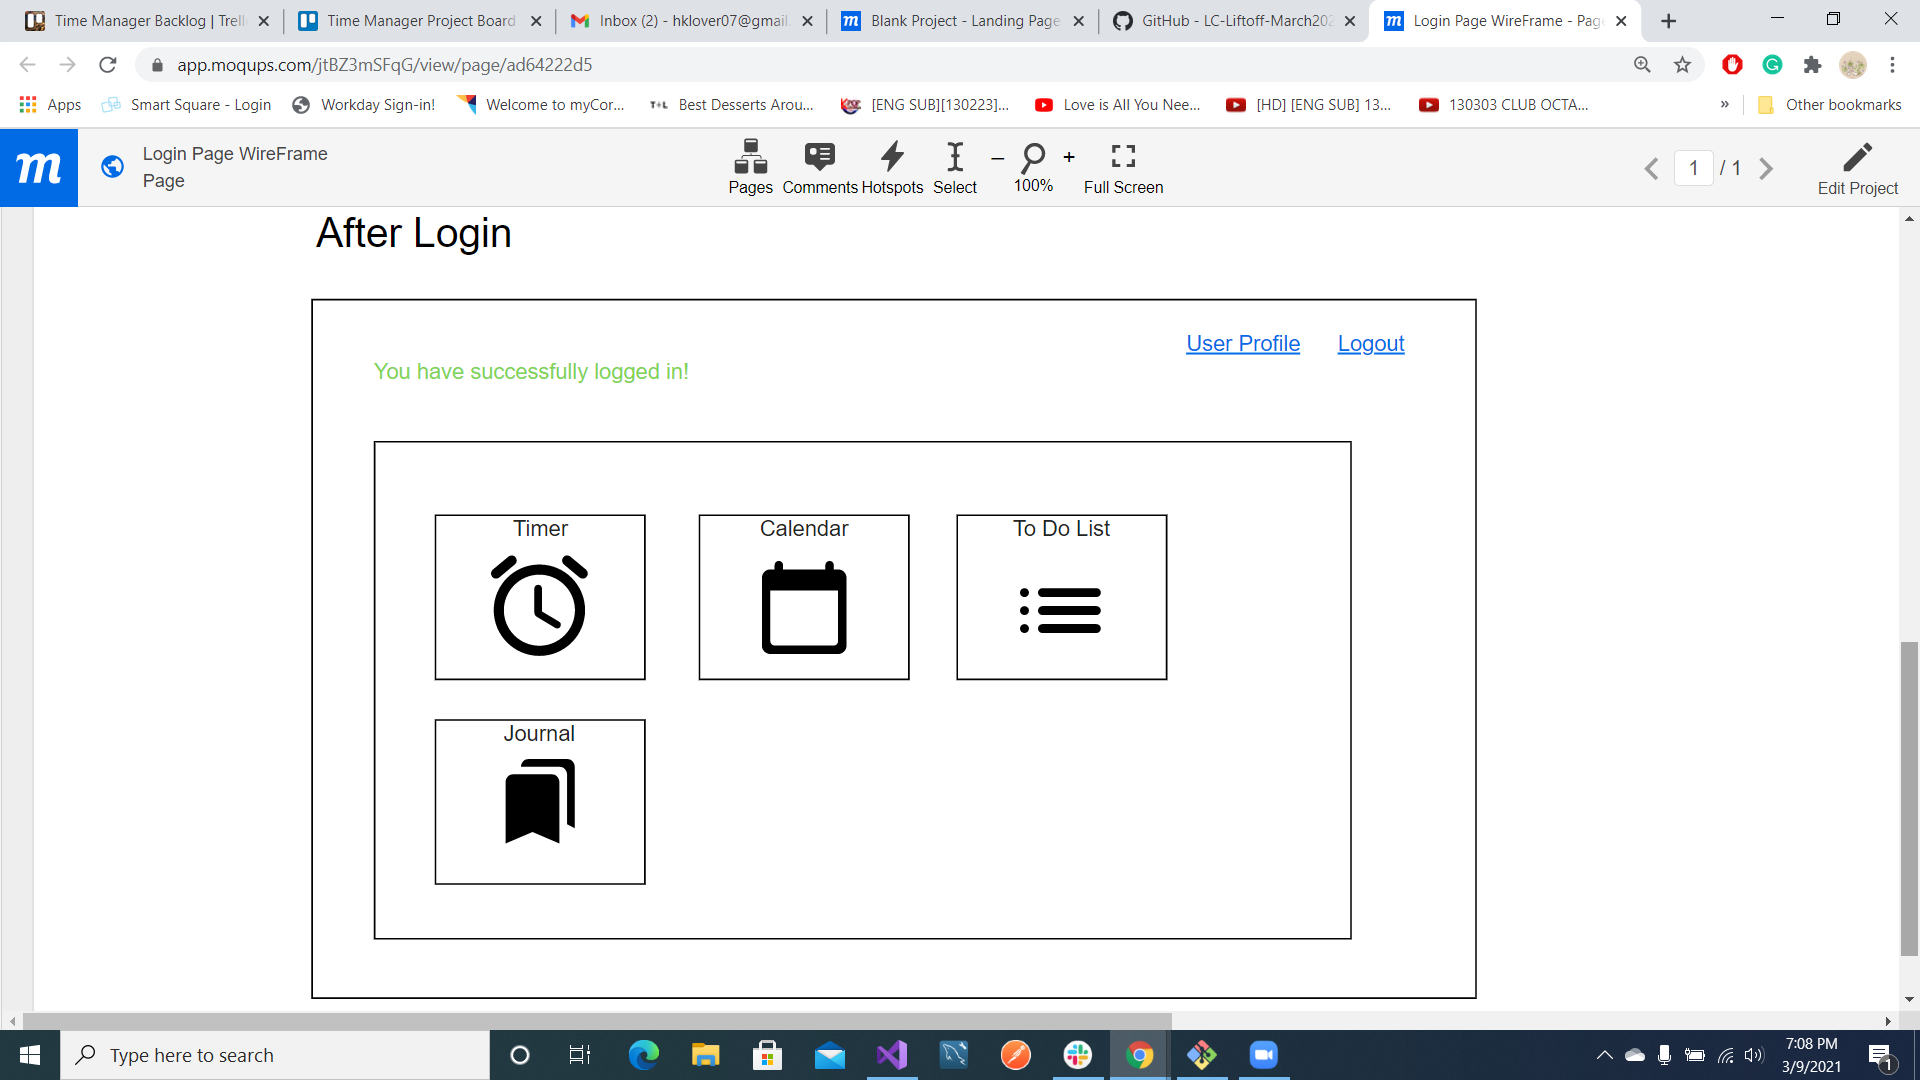 Time Manager Backlog | Trell
Time Manager Project Board
Inbox (2) - hklover07@gmail.
Blank Project - Landing Page
GitHub - LC-Liftoff-March202
Login Page WireFrame - Pag
app.moqups.com/jtBZ3mSFqG/view/page/ad64222d5
Apps
Smart Square - Login
Workday Sign-in!
Welcome to myCor...
T+L
Best Desserts Arou...
[ENG SUB][130223]...
Love is All You Nee...
[HD] [ENG SUB] 13...
130303 CLUB OCTA...
»
Other bookmarks
m
Login Page WireFrame
Page
Pages
Comments
Hotspots
Select
100%
Full Screen
1 / 1
Edit Project
After Login
User Profile
Logout
You have successfully logged in!
Timer
Calendar
To Do List
Journal
Type here to search
7:08 PM
3/9/2021
1